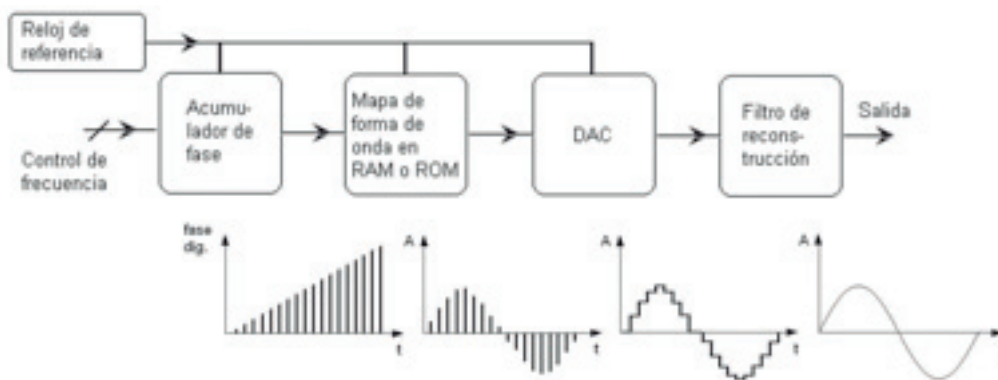 Reloj de
referencia
Acumu-
lador de
fase
Mapa de
forma de
onda en
RAM o ROM
DAC
Filtro de
recons-
trucción
Salida
Control de
frecuencia
fase
dig.
t
A
t
A
t
A
t